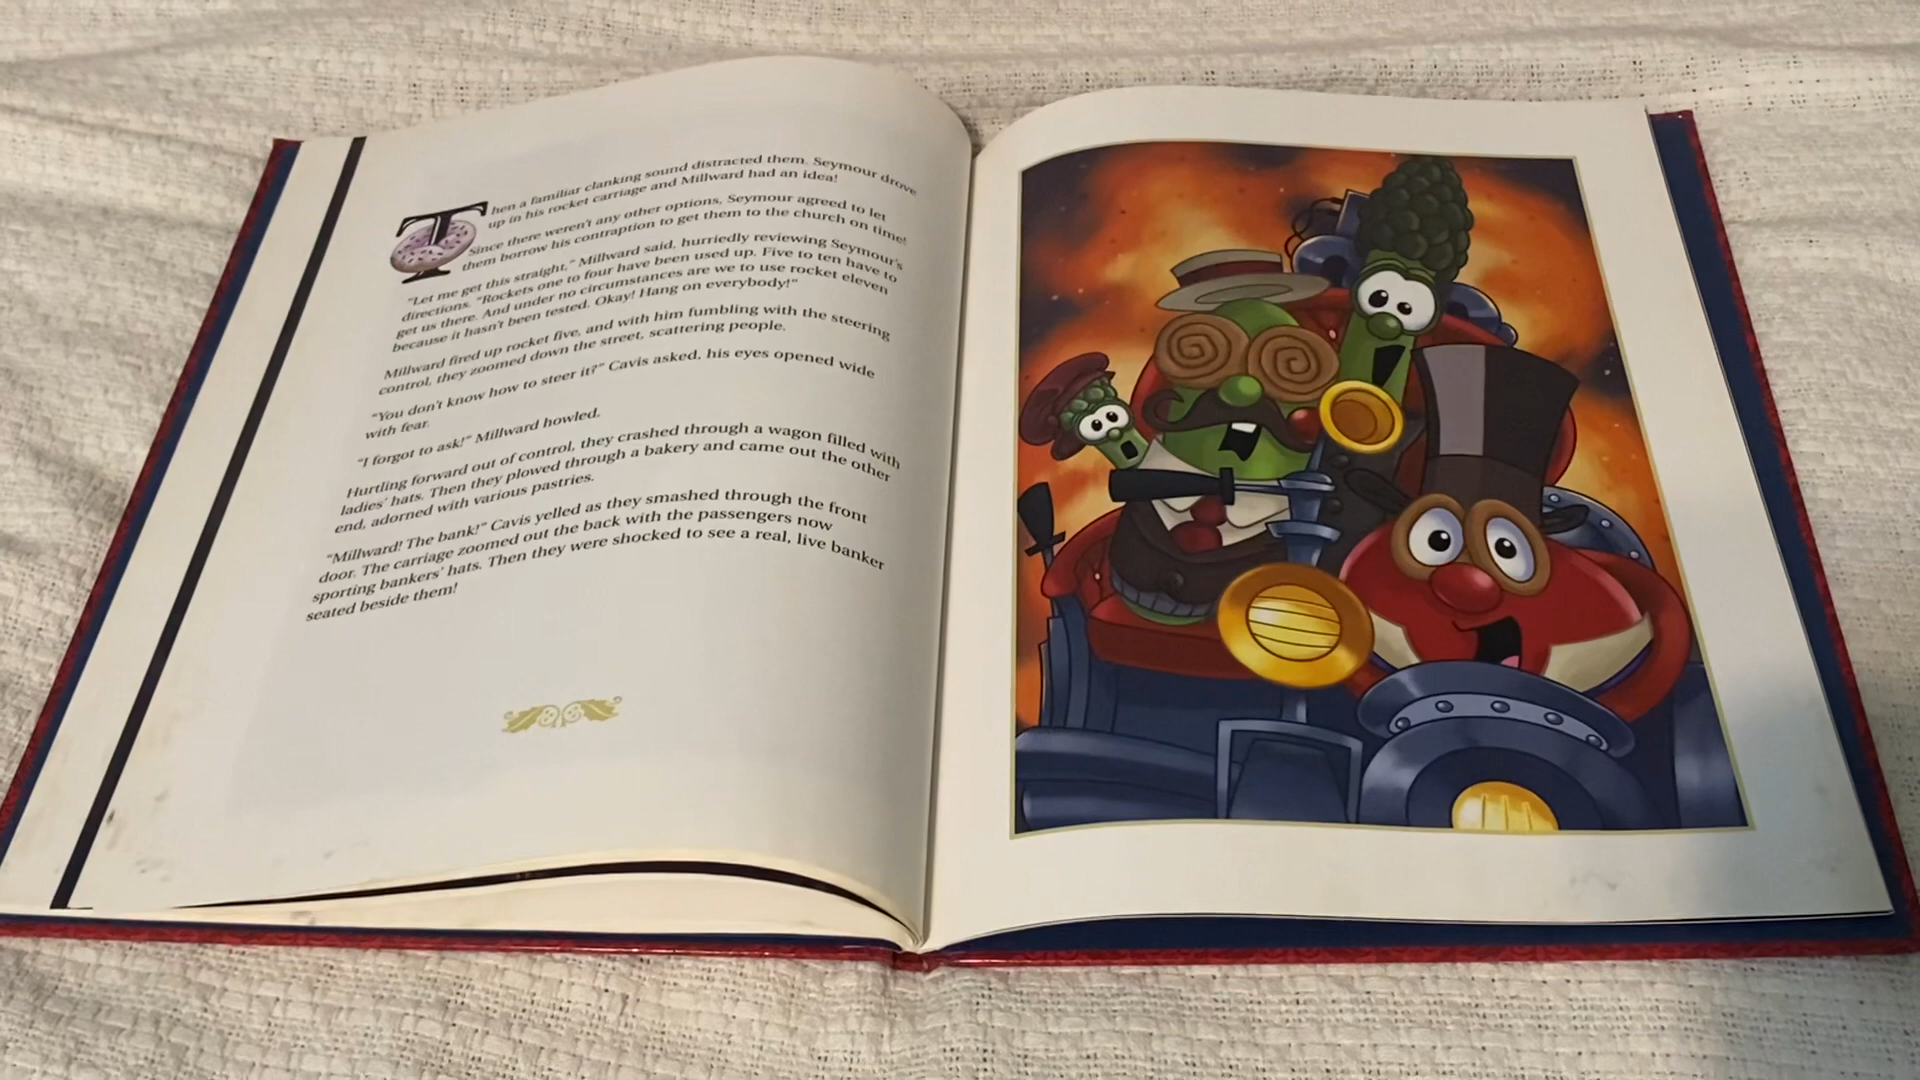 Then a familiar clanking sound distracted them. Seymour drove
up in his rocket carriage and Millward had an idea!
Since there weren't any other options, Seymour agreed to let
them borrow his contraption to get them to the church on time!
"Let me get this straight," Millward said, hurriedly reviewing Seymour's
directions. "Rockets one to four have been used up. Five to ten have to
get us there. And under no circumstances are we to use rocket eleven
because it hasn't been tested. Okay! Hang on everybody!"
Millward fired up rocket five, and with him fumbling with the steering
control, they zoomed down the street, scattering people.
"You don't know how to steer it?" Cavis asked, his eyes opened wide
with fear.
"I forgot to ask!" Millward howled.
Hurtling forward out of control, they crashed through a wagon filled with
ladies' hats. Then they plowed through a bakery and came out the other
end, adorned with various pastries.
"Millward! The bank!" Cavis yelled as they smashed through the front
door. The carriage zoomed out the back with the passengers now
sporting bankers' hats. Then they were shocked to see a real, live banker
seated beside them!